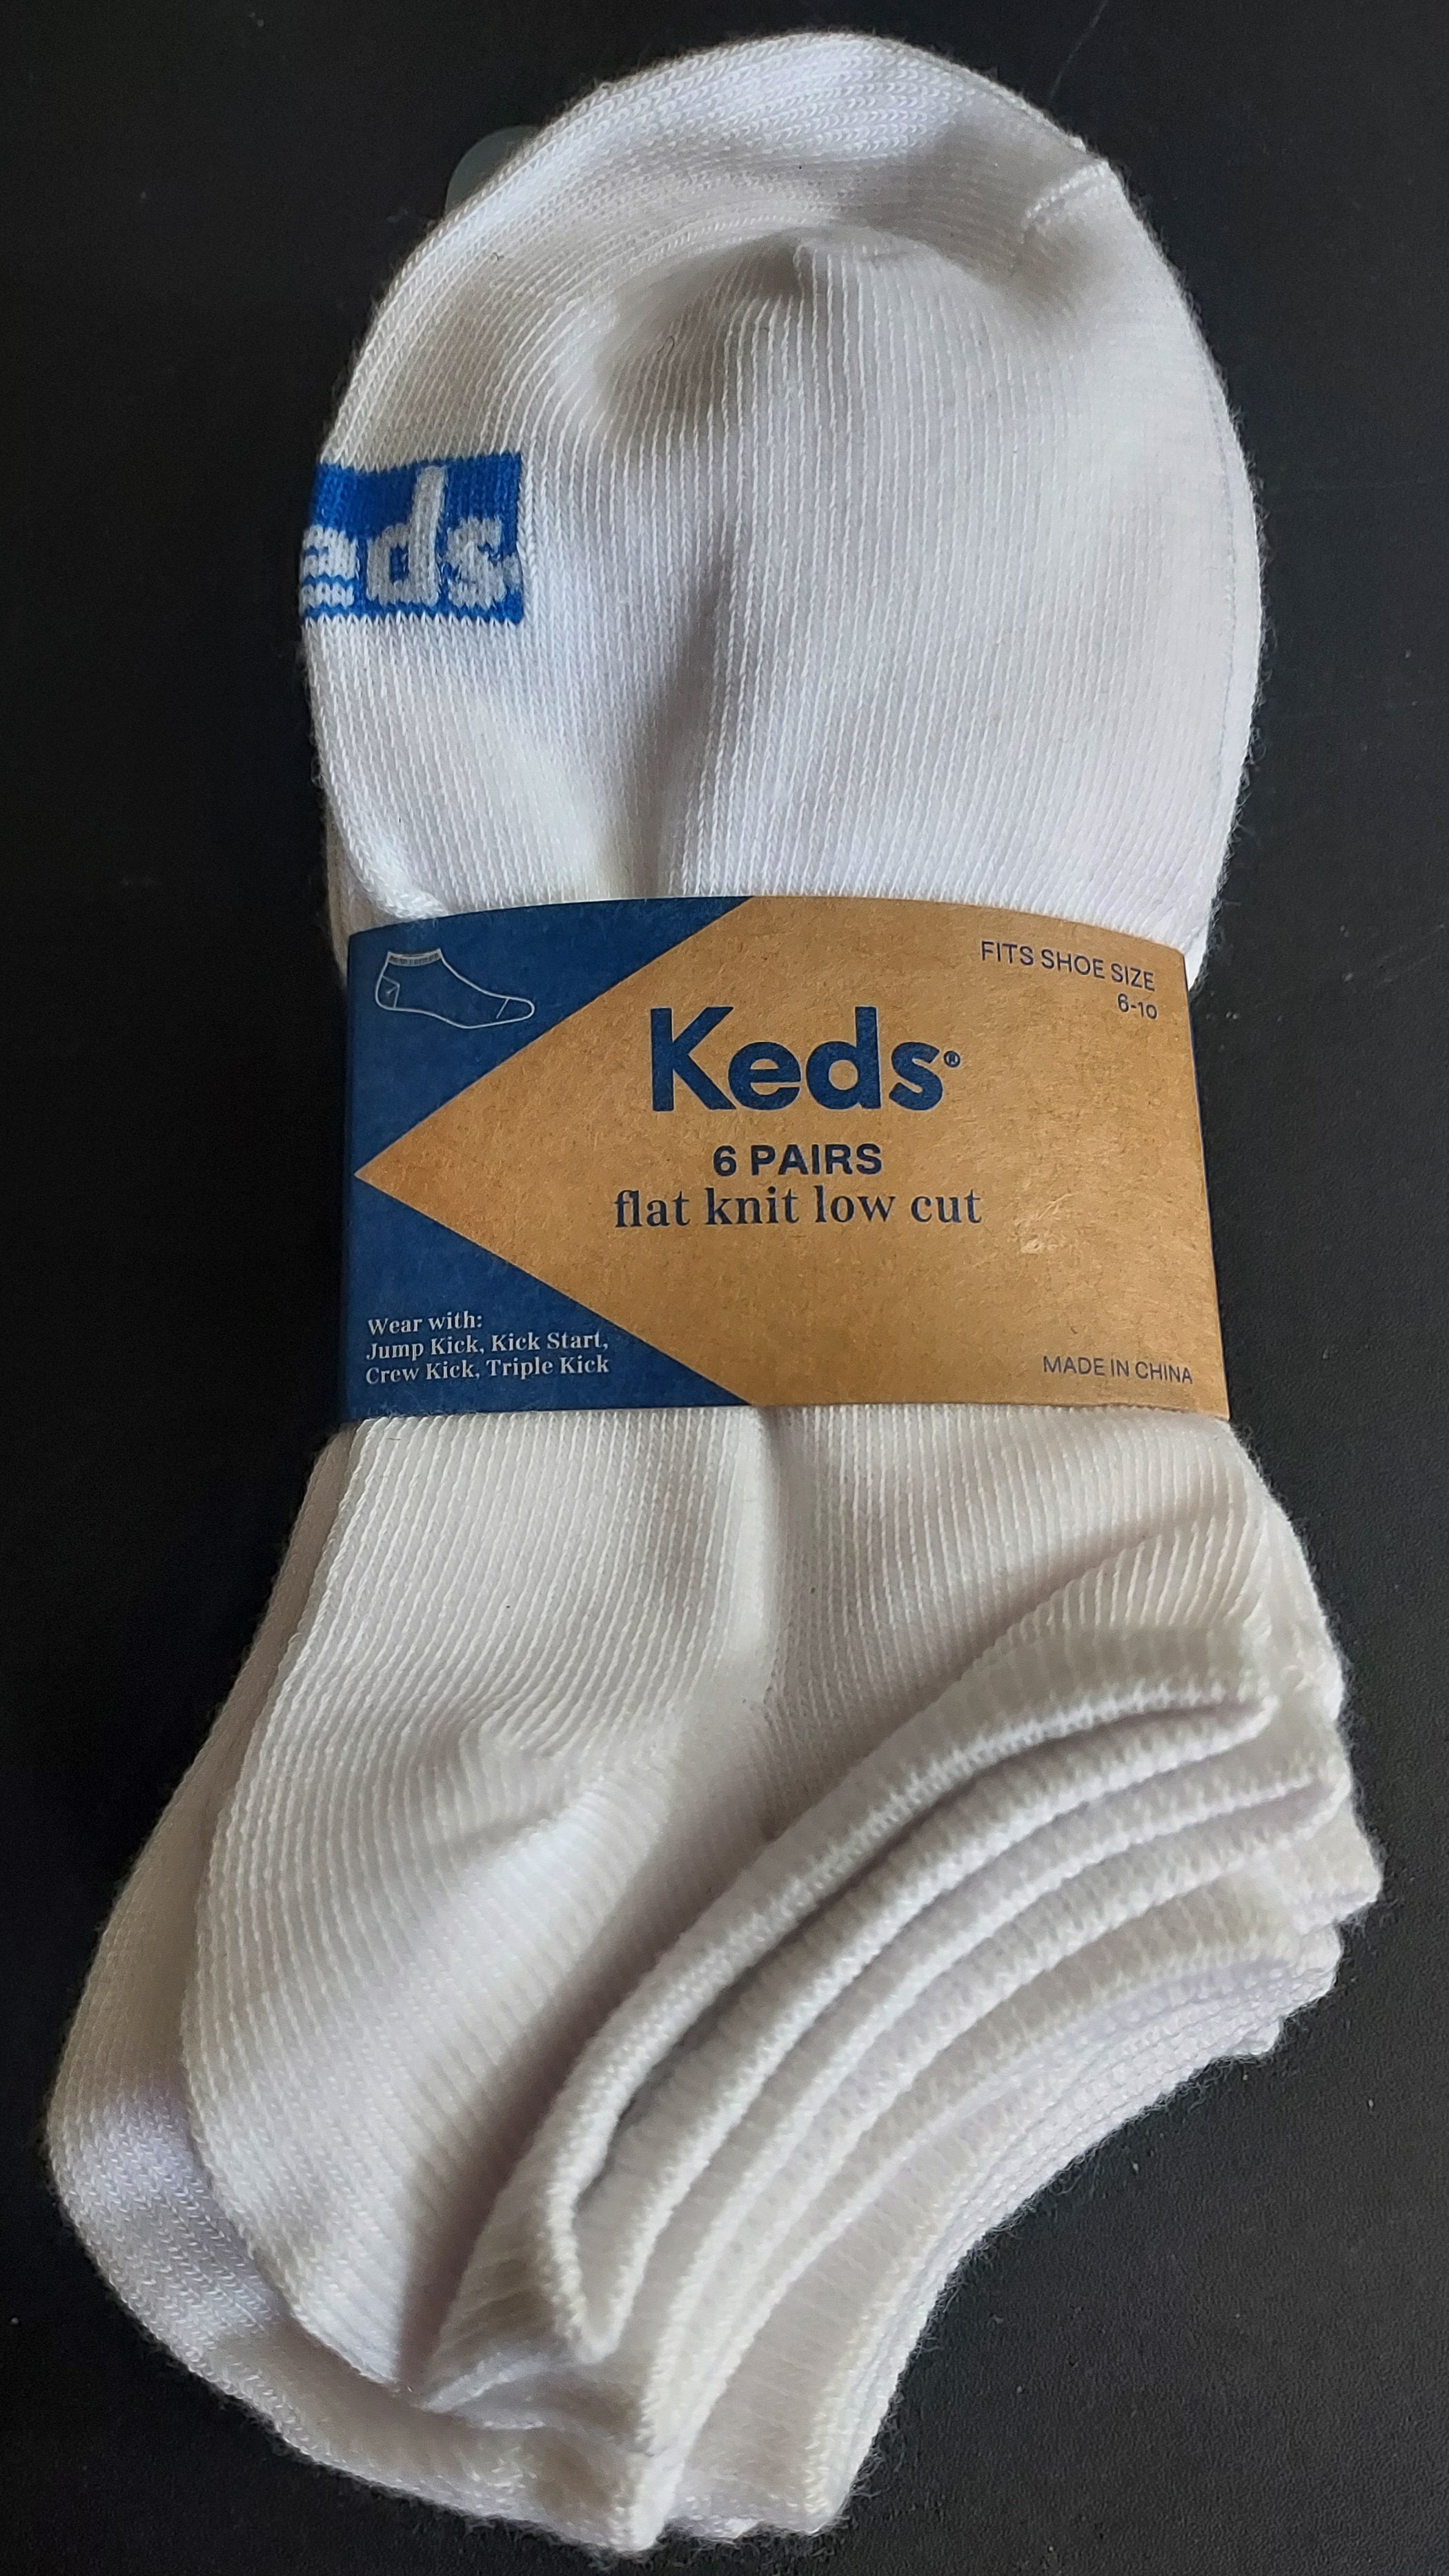 eds
FITS SHOE SIZE
6-10
Keds®
6 PAIRS
flat knit low cut
Wear with:
Jump Kick, Kick Start,
Crew Kick, Triple Kick
MADE IN CHINA